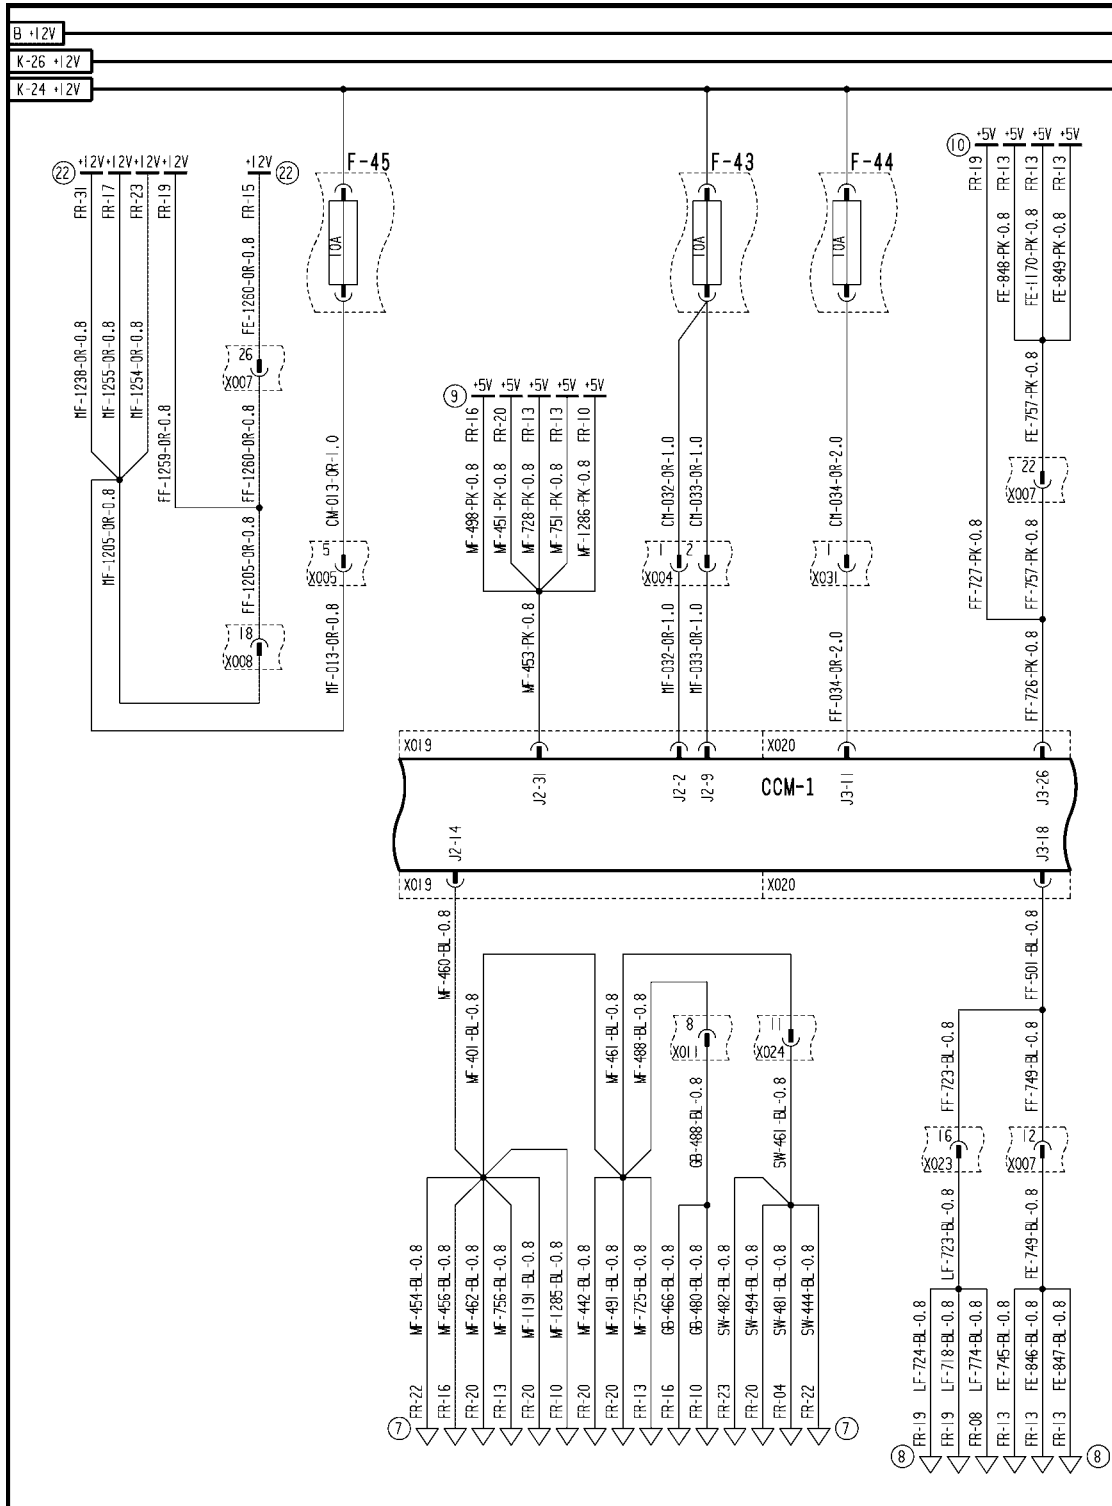 B +12V
K-26 +12V
K-24 +12V
22
+12V
+12V
+12V
+12V
+12V
22
F-45
F-43
F-44
10
+5V
+5V
+5V
+5V
FR-31
FR-17
FR-23
FR-19
FR-15
10A
10A
10A
FR-19
FR-13
FR-13
FR-13
MF-1238-OR-0.8
MF-1255-OR-0.8
MF-1254-OR-0.8
FF-1259-OR-0.8
FE-1260-OR-0.8
FE-848-PK-0.8
FE-1170-PK-0.8
FE-849-PK-0.8
26
X007
9
+5V
+5V
+5V
+5V
+5V
FR-16
FR-20
FR-13
FR-13
FR-10
FE-757-PK-0.8
MF-1205-OR-0.8
FF-1260-OR-0.8
CM-013-OR-1.0
MF-498-PK-0.8
MF-451-PK-0.8
MF-728-PK-0.8
MF-751-PK-0.8
MF-1286-PK-0.8
CM-032-OR-1.0
CM-033-OR-1.0
CM-034-OR-2.0
22
X007
FF-1205-OR-0.8
5
X005
1
2
X004
1
X031
FF-727-PK-0.8
FF-757-PK-0.8
18
X008
MF-013-OR-0.8
MF-453-PK-0.8
MF-032-OR-1.0
MF-033-OR-1.0
FF-034-OR-2.0
FF-726-PK-0.8
X019
X020
J2-31
J2-2
J2-9
CCM-1
J3-11
J3-26
J2-14
J3-18
X019
X020
MF-460-BL-0.8
MF-401-BL-0.8
MF-461-BL-0.8
MF-488-BL-0.8
8
X011
11
X024
FF-501-BL-0.8
FF-723-BL-0.8
FF-749-BL-0.8
GB-488-BL-0.8
SW-461-BL-0.8
16
X023
12
X007
LF-723-BL-0.8
FE-749-BL-0.8
MF-454-BL-0.8
MF-456-BL-0.8
MF-462-BL-0.8
MF-756-BL-0.8
MF-1191-BL-0.8
MF-1285-BL-0.8
MF-442-BL-0.8
MF-491-BL-0.8
MF-725-BL-0.8
GB-466-BL-0.8
GB-480-BL-0.8
SW-482-BL-0.8
SW-494-BL-0.8
SW-481-BL-0.8
SW-444-BL-0.8
LF-724-BL-0.8
LF-718-BL-0.8
LF-774-BL-0.8
FE-745-BL-0.8
FE-846-BL-0.8
FE-847-BL-0.8
7
FR-22
FR-16
FR-20
FR-13
FR-20
FR-10
FR-20
FR-20
FR-13
FR-16
FR-10
FR-23
FR-20
FR-04
FR-22
7
8
FR-19
FR-19
FR-08
FR-13
FR-13
FR-13
8